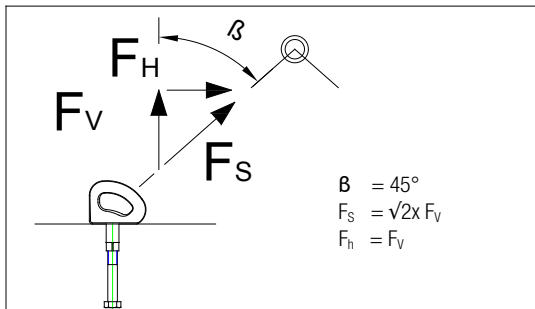 ß
FH
FV
FS
ß = 45°
FS = √2x FV
Fh = FV